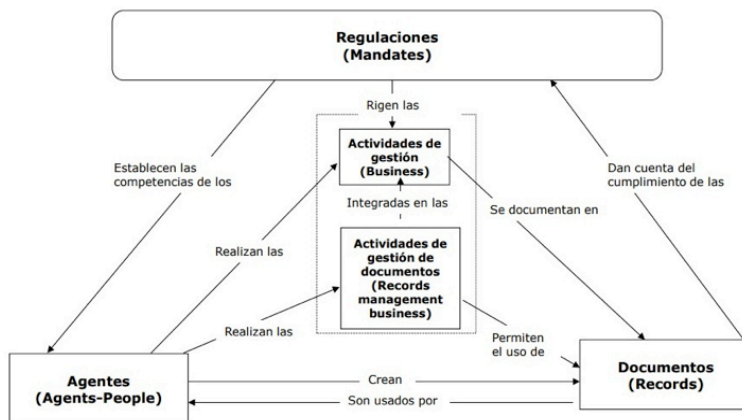 Regulaciones
(Mandates)
Rigen las
Actividades de
gestión
(Business)
Establecen las
competencias de los
Dan cuenta del
cumplimiento de las
Integradas en las
Se documentan en
Realizan las
Actividades de
gestión de
documentos
(Records
management
business)
Realizan las
Permiten
el uso de
Agentes
(Agents-People)
Documentos
(Records)
Crean
Son usados por